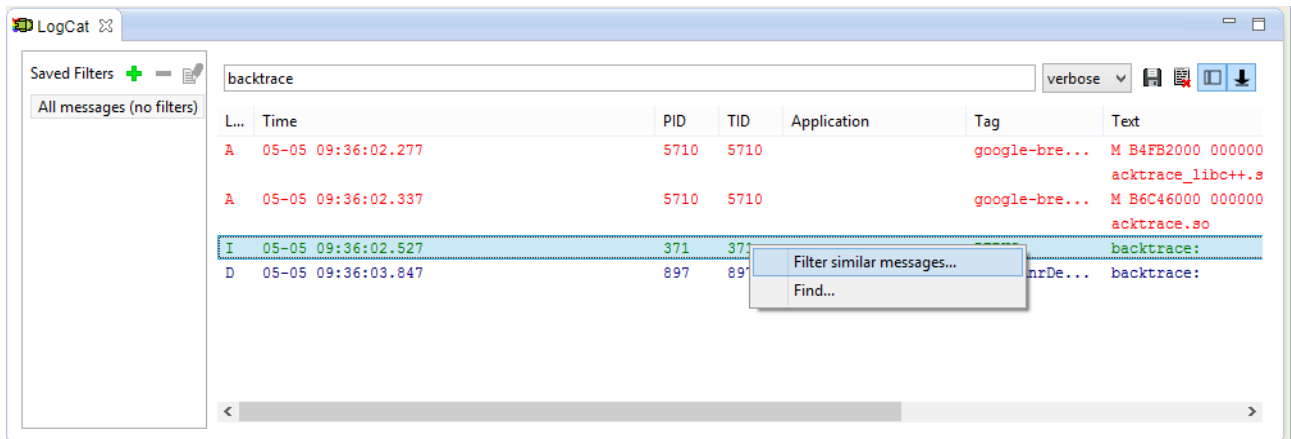 LogCat
Saved Filters
backtrace
verbose
All messages (no filters)
L... Time PID TID Application Tag Text
A 05-05 09:36:02.277 5710 5710 google-bre... M B4FB2000 000000
acktrace_libc++.s
A 05-05 09:36:02.337 5710 5710 google-bre... M B6C46000 000000
acktrace.so
I 05-05 09:36:02.527 371 371 backtrace:
Filter similar messages...
D 05-05 09:36:03.847 897 897 nrDe... backtrace:
Find...